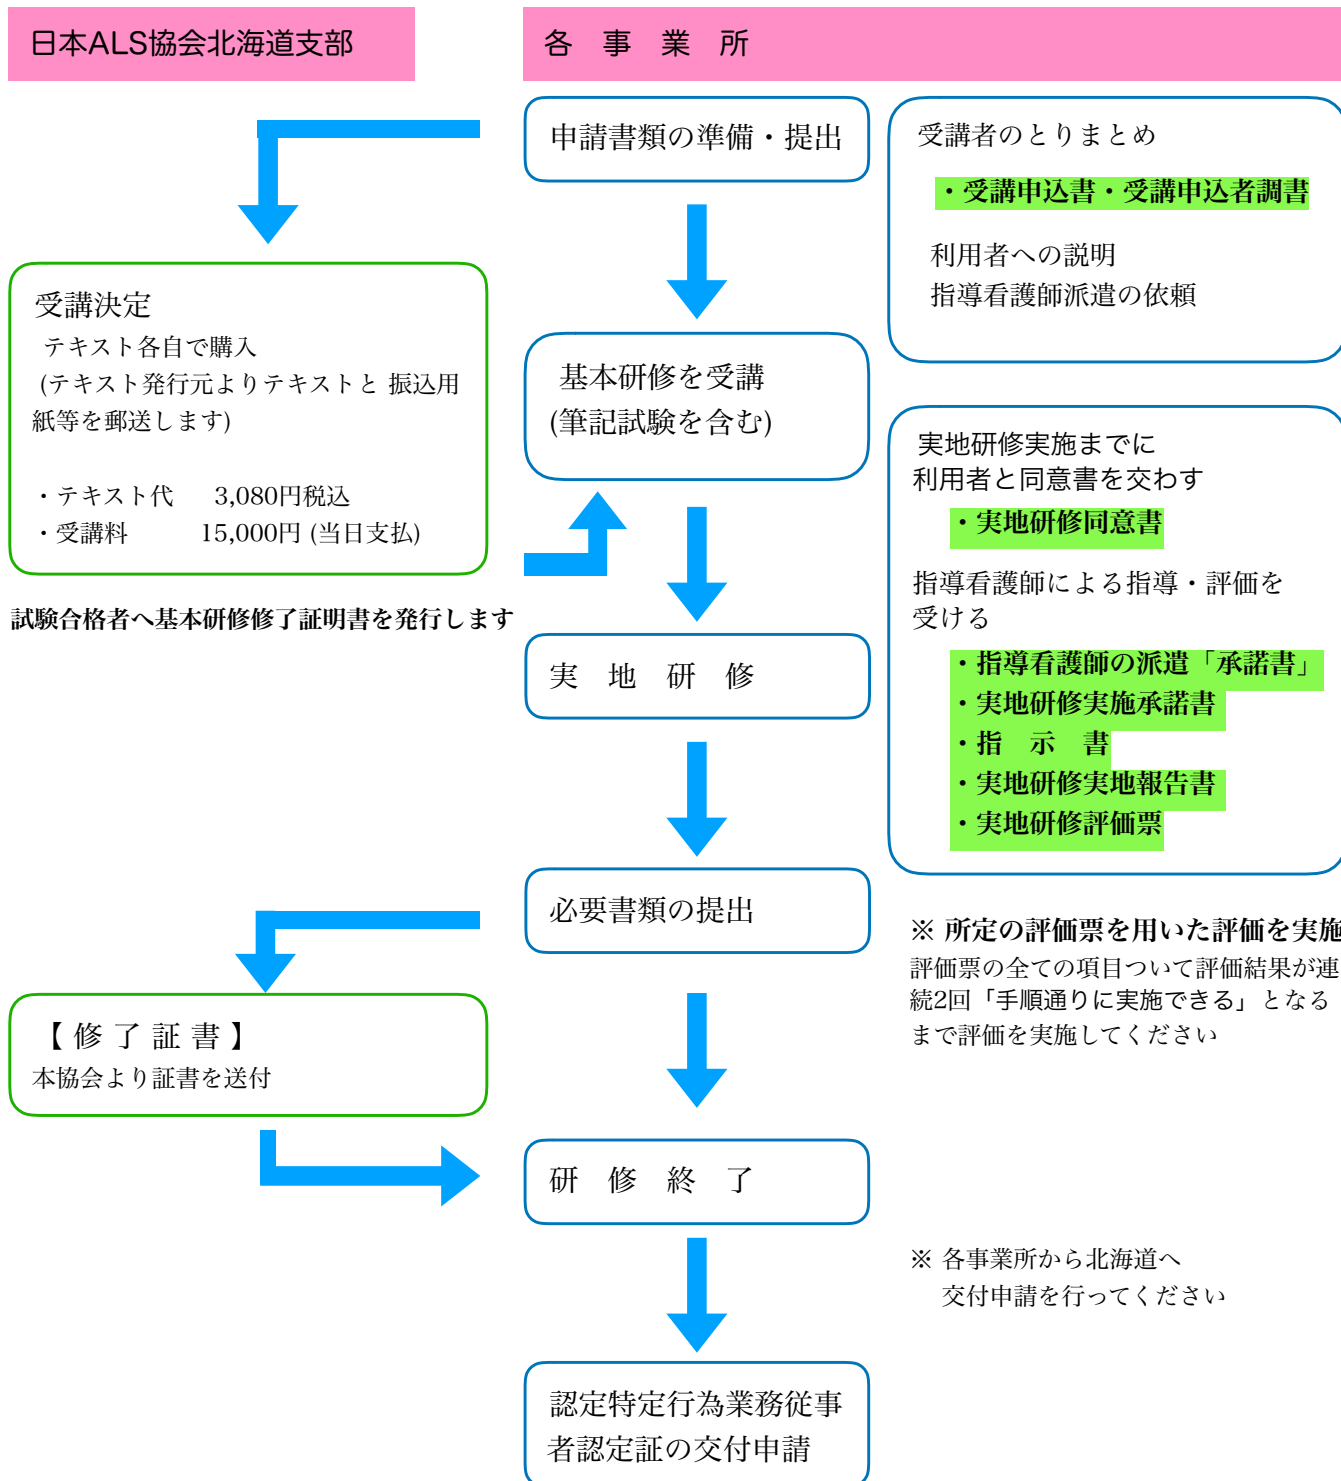 日本ALS協会北海道支部
各　事　業　所
申請書類の準備・提出
受講者のとりまとめ
・受講申込書・受講申込者調書
利用者への説明
指導看護師派遣の依頼
受講決定
テキスト各自で購入
(テキスト発行元よりテキストと 振込用
紙等を郵送します)
・テキスト代　 3,080円税込
・受講料　　　15,000円 (当日支払)
試験合格者へ基本研修修了証明書を発行します
基本研修を受講
(筆記試験を含む)
実地研修実施までに
利用者と同意書を交わす
・実地研修同意書
指導看護師による指導・評価を
受ける
・指導看護師の派遣「承諾書」
・実地研修実施承諾書
・指　示　書
・実地研修実地報告書
・実地研修評価票
実　地　研　修
必要書類の提出
※ 所定の評価票を用いた評価を実施
評価票の全ての項目ついて評価結果が連
続2回「手順通りに実施できる」となる
まで評価を実施してください
【 修 了 証 書 】
本協会より証書を送付
研　修　終　了
※ 各事業所から北海道へ
交付申請を行ってください
認定特定行為業務従事
者認定証の交付申請